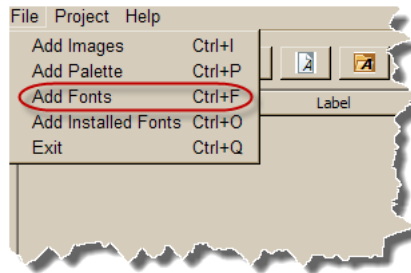 File Project Help
Add Images Ctrl+I
Add Palette Ctrl+P
Add Fonts Ctrl+F
Label
Add Installed Fonts Ctrl+O
Exit Ctrl+Q